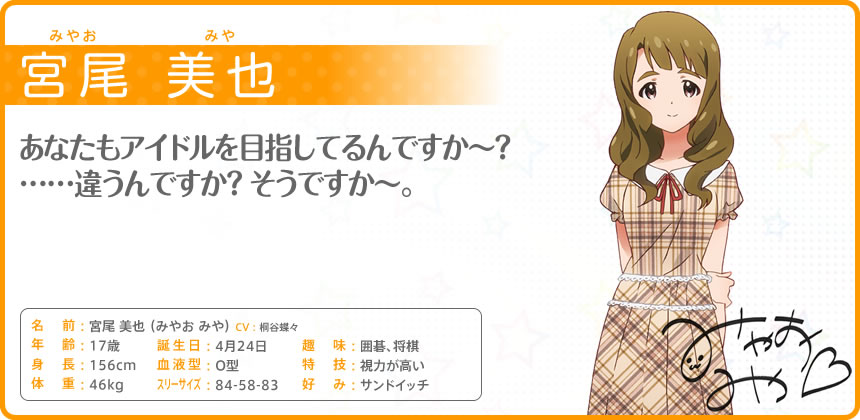 みやお みや
宮尾 美也
あなたもアイドルを目指してるんですか〜?
……違うんですか? そうですか〜。
名 前 : 宮尾 美也 (みやお みや) CV : 桐谷蝶々
年 齢 : 17歳 誕生日 : 4月24日 趣 味 : 囲碁、将棋
身 長 : 156cm 血液型 : O型 特 技 : 視力が高い
体 重 : 46kg スリーサイズ : 84-58-83 好 み : サンドイッチ
みやお
みや